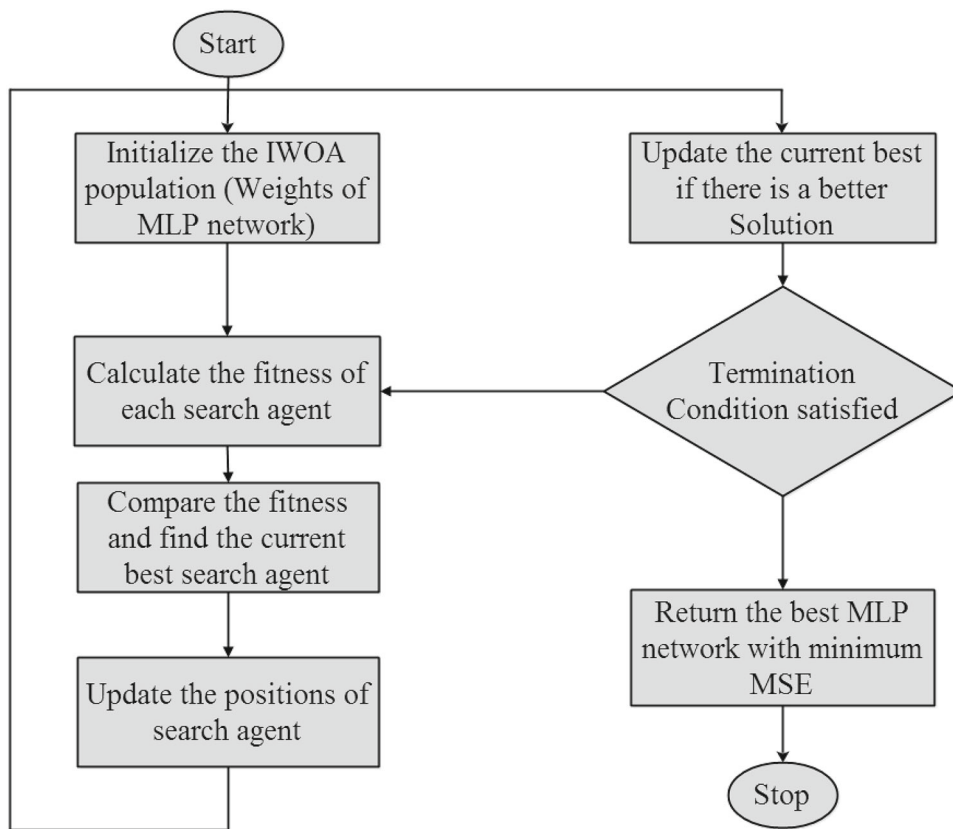 Start
Initialize the IWOA
population (Weights of
MLP network)
Calculate the fitness of
each search agent
Compare the fitness
and find the current
best search agent
Update the positions of
search agent
Update the current best
if there is a better
Solution
Termination
Condition satisfied
Return the best MLP
network with minimum
MSE
Stop